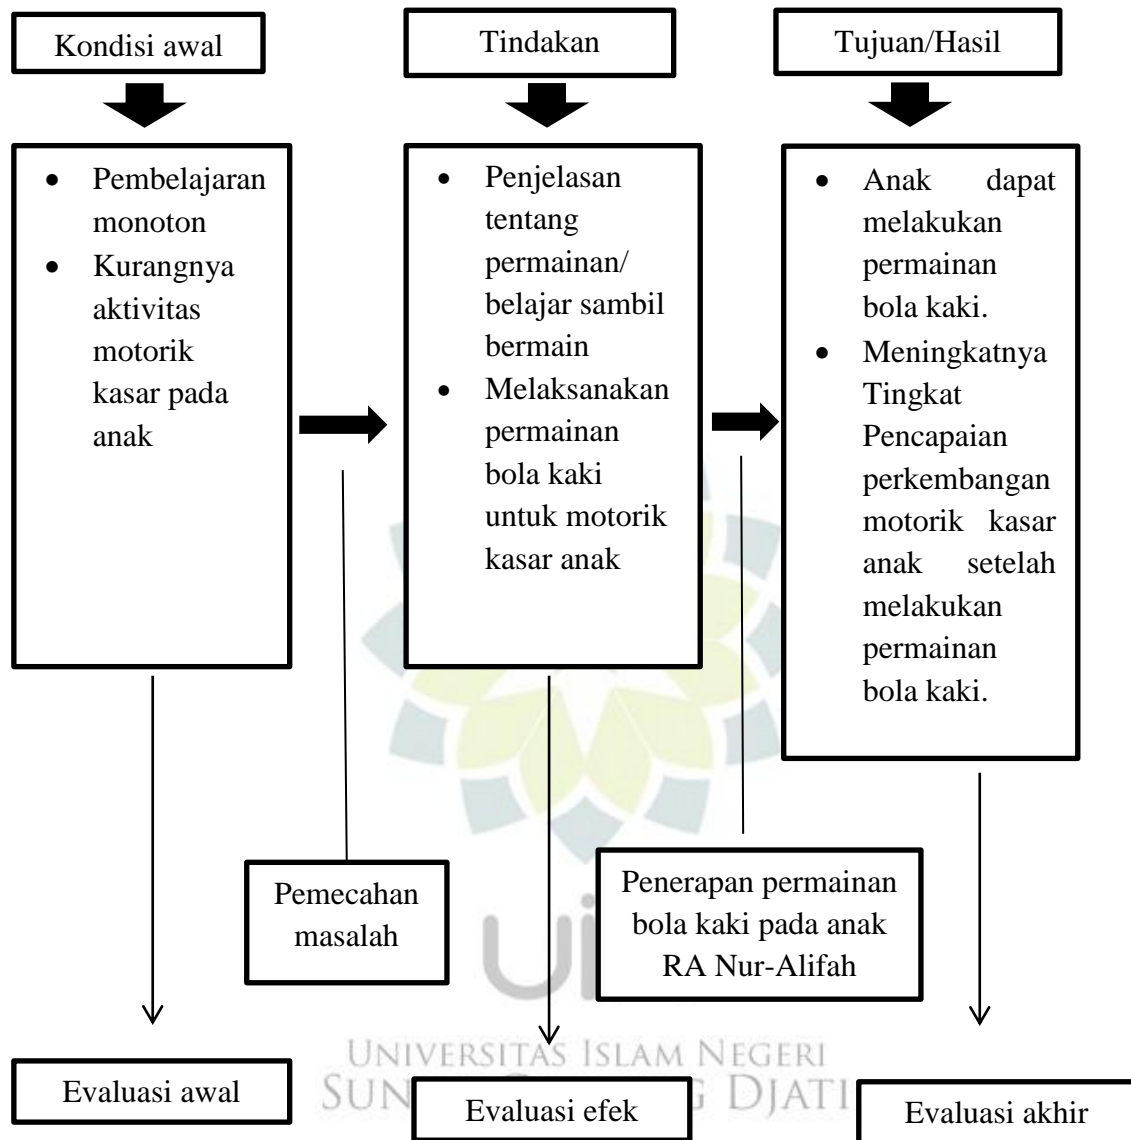 Kondisi awal
Tindakan
Tujuan/Hasil
• Pembelajaran
monoton
• Kurangnya
aktivitas
motorik
kasar pada
anak
• Penjelasan
tentang
permainan/
belajar sambil
bermain
• Melaksanakan
permainan
bola kaki
untuk motorik
kasar anak
• Anak dapat
melakukan
permainan
bola kaki.
• Meningkatnya
Tingkat
Pencapaian
perkembangan
motorik kasar
anak setelah
melakukan
permainan
bola kaki.
Pemecahan
masalah
Penerapan permainan
bola kaki pada anak
RA Nur-Alifah
UNIVERSITAS ISLAM NEGERI
DJATI
Evaluasi awal
Evaluasi efek
Evaluasi akhir